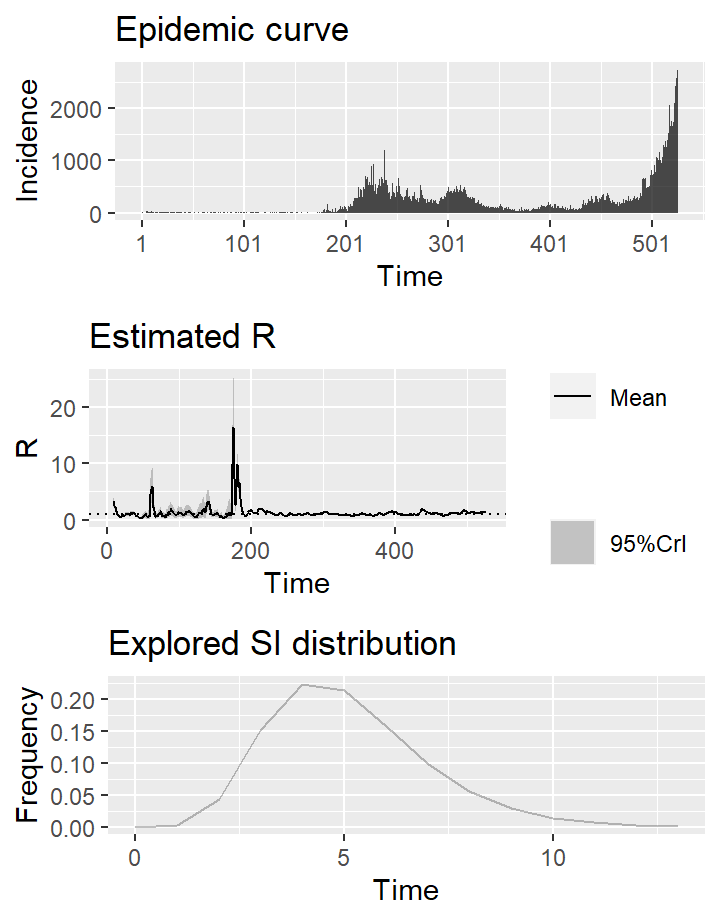 Epidemic curve
Incidence
2000
1000
0
1 101 201 301 401 501
Time
Estimated R
R
20
10
0
0 200 400
Time
Mean
95%CrI
Explored SI distribution
Frequency
0.20
0.15
0.10
0.05
0.00
0 5 10
Time